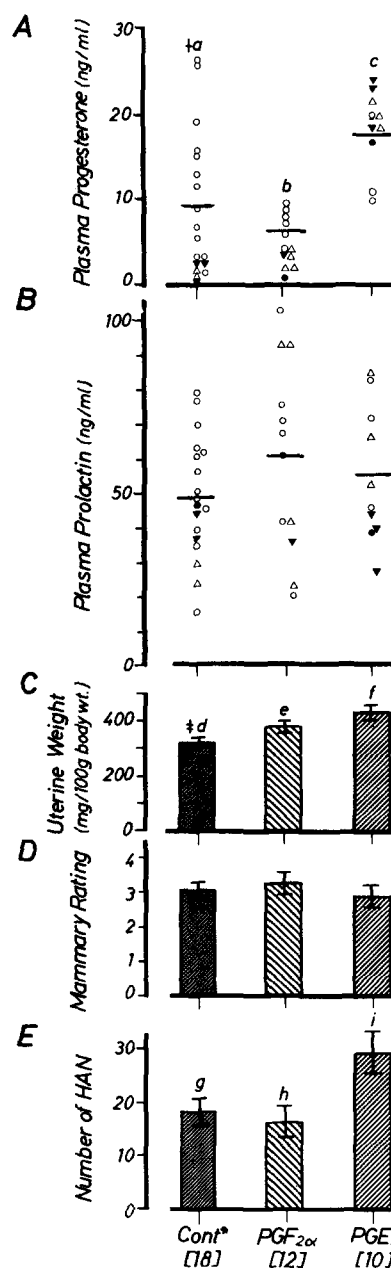 A
Plasma Progesterone (ng/ml)
30
20
10
0
‡a
b
c
B
Plasma Prolactin (ng/ml)
100
50
0
C
Uterine Weight
(mg/100g body wt.)
400
200
0
‡d
e
f
D
Mammary Rating
4
3
2
1
0
E
Number of HAN
30
20
10
0
g
h
i
Cont* PGF2α PGE
[18] [12] [10]